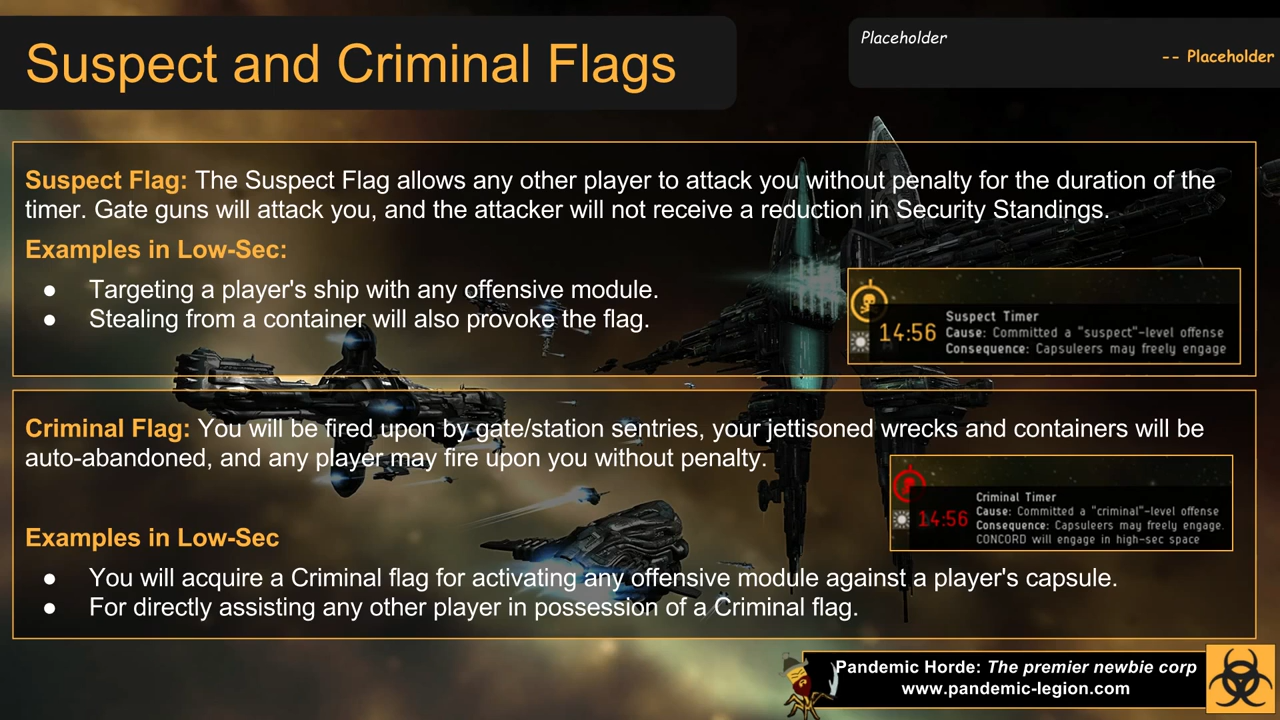 Suspect and Criminal Flags
Placeholder
-- Placeholder
Suspect Flag: The Suspect Flag allows any other player to attack you without penalty for the duration of the
timer. Gate guns will attack you, and the attacker will not receive a reduction in Security Standings.
Examples in Low-Sec:
● Targeting a player's ship with any offensive module.
● Stealing from a container will also provoke the flag.
14:56
Suspect Timer
Cause: Committed a "suspect"-level offense
Consequence: Capsuleers may freely engage
Criminal Flag: You will be fired upon by gate/station sentries, your jettisoned wrecks and containers will be
auto-abandoned, and any player may fire upon you without penalty.
14:56
Criminal Timer
Cause: Committed a "criminal"-level offense
Consequence: Capsuleers may freely engage.
CONCORD will engage in high-sec space
Examples in Low-Sec
● You will acquire a Criminal flag for activating any offensive module against a player's capsule.
● For directly assisting any other player in possession of a Criminal flag.
Pandemic Horde: The premier newbie corp
www.pandemic-legion.com